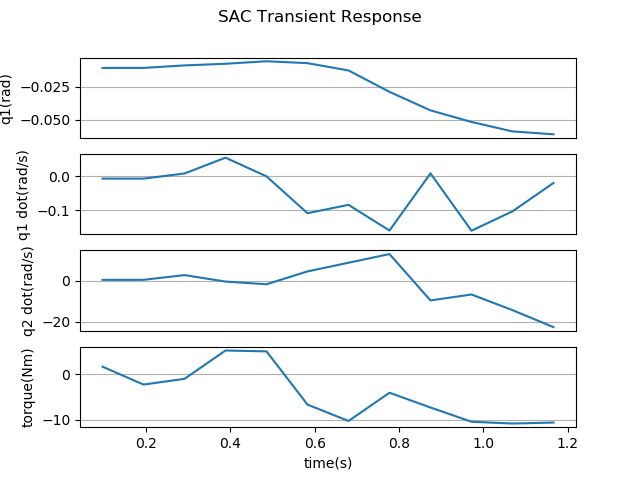 SAC Transient Response
q1(rad)
−0.025
−0.050
q1 dot(rad/s)
0.0
−0.1
q2 dot(rad/s)
0
−20
torque(Nm)
0
−10
0.2 0.4 0.6 0.8 1.0 1.2
time(s)